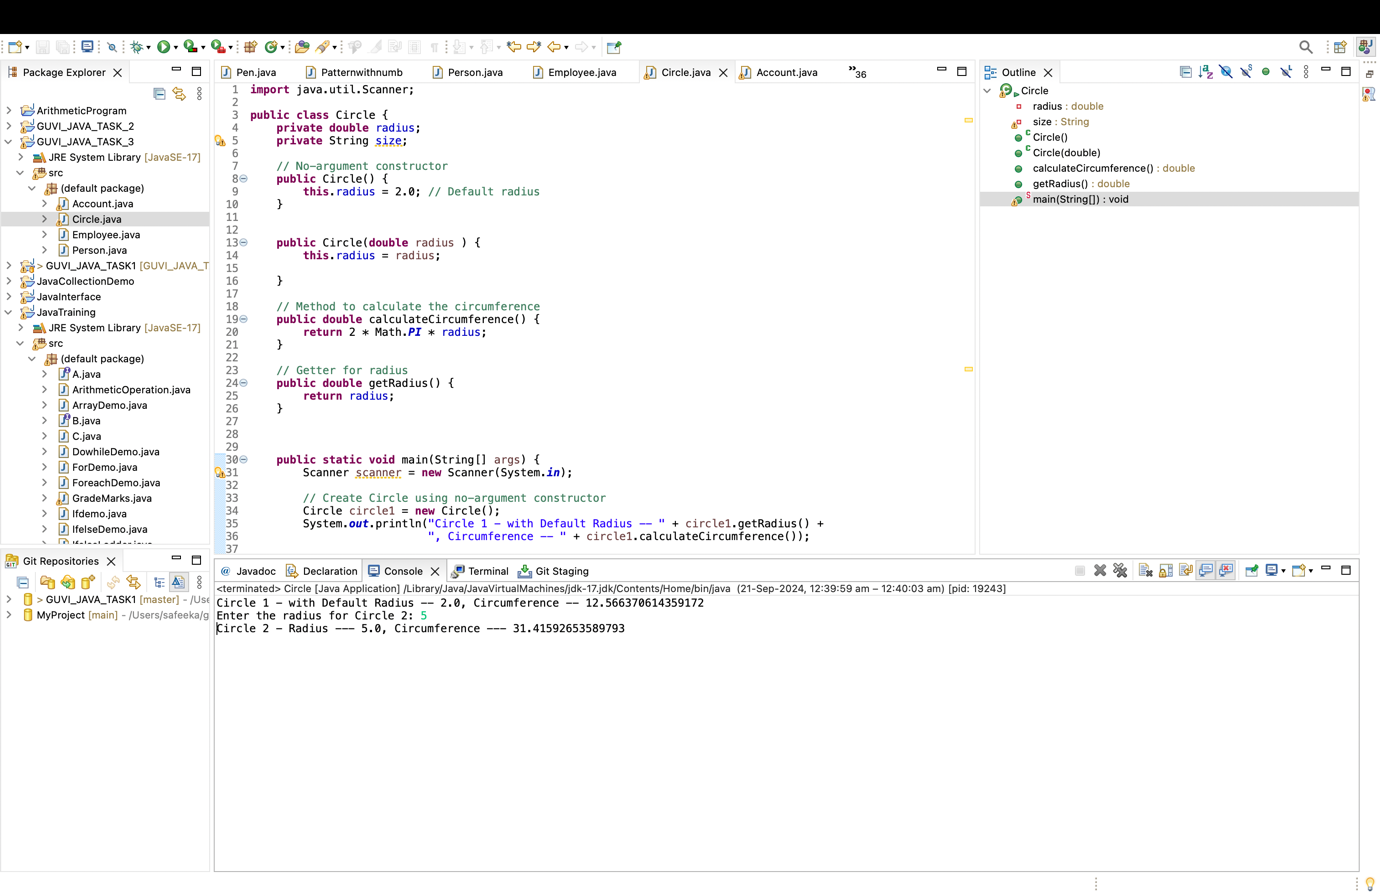 Package Explorer
ArithmeticProgram
GUVI_JAVA_TASK_2
GUVI_JAVA_TASK_3
JRE System Library [JavaSE-17]
src
(default package)
Account.java
Circle.java
Employee.java
Person.java
> GUVI_JAVA_TASK1 [GUVI_JAVA_T
JavaCollectionDemo
JavaInterface
JavaTraining
JRE System Library [JavaSE-17]
src
(default package)
A.java
ArithmeticOperation.java
ArrayDemo.java
B.java
C.java
DowhileDemo.java
ForDemo.java
ForeachDemo.java
GradeMarks.java
Ifdemo.java
IfelseDemo.java
Git Repositories
> GUVI_JAVA_TASK1 [master] - /Use
MyProject [main] - /Users/safeeka/g
Pen.java Patternwithnumb Person.java Employee.java Circle.java Account.java »36
1 import java.util.Scanner;
2
3 public class Circle {
4 private double radius;
5 private String size;
6
7 // No-argument constructor
8 public Circle() {
9 this.radius = 2.0; // Default radius
10 }
11
12
13 public Circle(double radius ) {
14 this.radius = radius;
15
16 }
17
18 // Method to calculate the circumference
19 public double calculateCircumference() {
20 return 2 * Math.PI * radius;
21 }
22
23 // Getter for radius
24 public double getRadius() {
25 return radius;
26 }
27
28
29
30 public static void main(String[] args) {
31 Scanner scanner = new Scanner(System.in);
32
33 // Create Circle using no-argument constructor
34 Circle circle1 = new Circle();
35 System.out.println("Circle 1 - with Default Radius -- " + circle1.getRadius() +
36 ", Circumference -- " + circle1.calculateCircumference());
37
Outline
Circle
radius : double
size : String
Circle()
Circle(double)
calculateCircumference() : double
getRadius() : double
main(String[]) : void
@ Javadoc Declaration Console Terminal Git Staging
<terminated> Circle [Java Application] /Library/Java/JavaVirtualMachines/jdk-17.jdk/Contents/Home/bin/java (21-Sep-2024, 12:39:59 am – 12:40:03 am) [pid: 19243]
Circle 1 - with Default Radius -- 2.0, Circumference -- 12.566370614359172
Enter the radius for Circle 2: 5
Circle 2 - Radius --- 5.0, Circumference --- 31.41592653589793